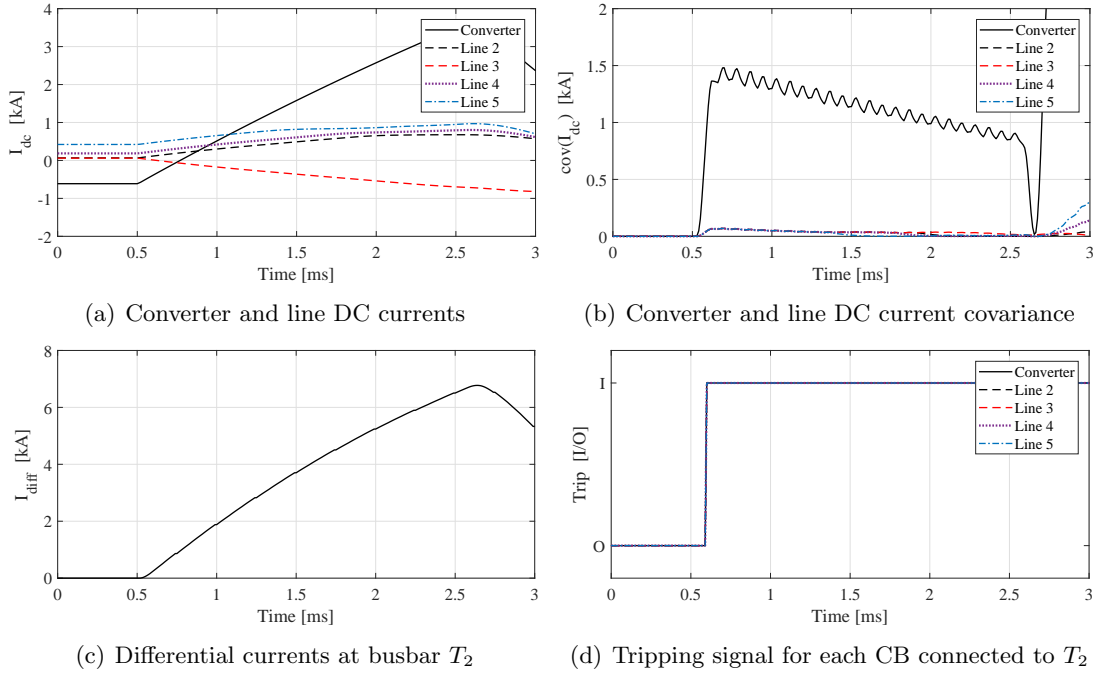 4
3
2
1
0
-1
-2
I_dc [kA]
0
0.5
1
1.5
2
2.5
3
Time [ms]
Converter
Line 2
Line 3
Line 4
Line 5
(a) Converter and line DC currents
2
1.5
1
0.5
0
cov(I_dc) [kA]
0
0.5
1
1.5
2
2.5
3
Time [ms]
Converter
Line 2
Line 3
Line 4
Line 5
(b) Converter and line DC current covariance
8
6
4
2
0
I_diff [kA]
0
0.5
1
1.5
2
2.5
3
Time [ms]
(c) Differential currents at busbar T_2
I
O
Trip [I/O]
0
0.5
1
1.5
2
2.5
3
Time [ms]
Converter
Line 2
Line 3
Line 4
Line 5
(d) Tripping signal for each CB connected to T_2